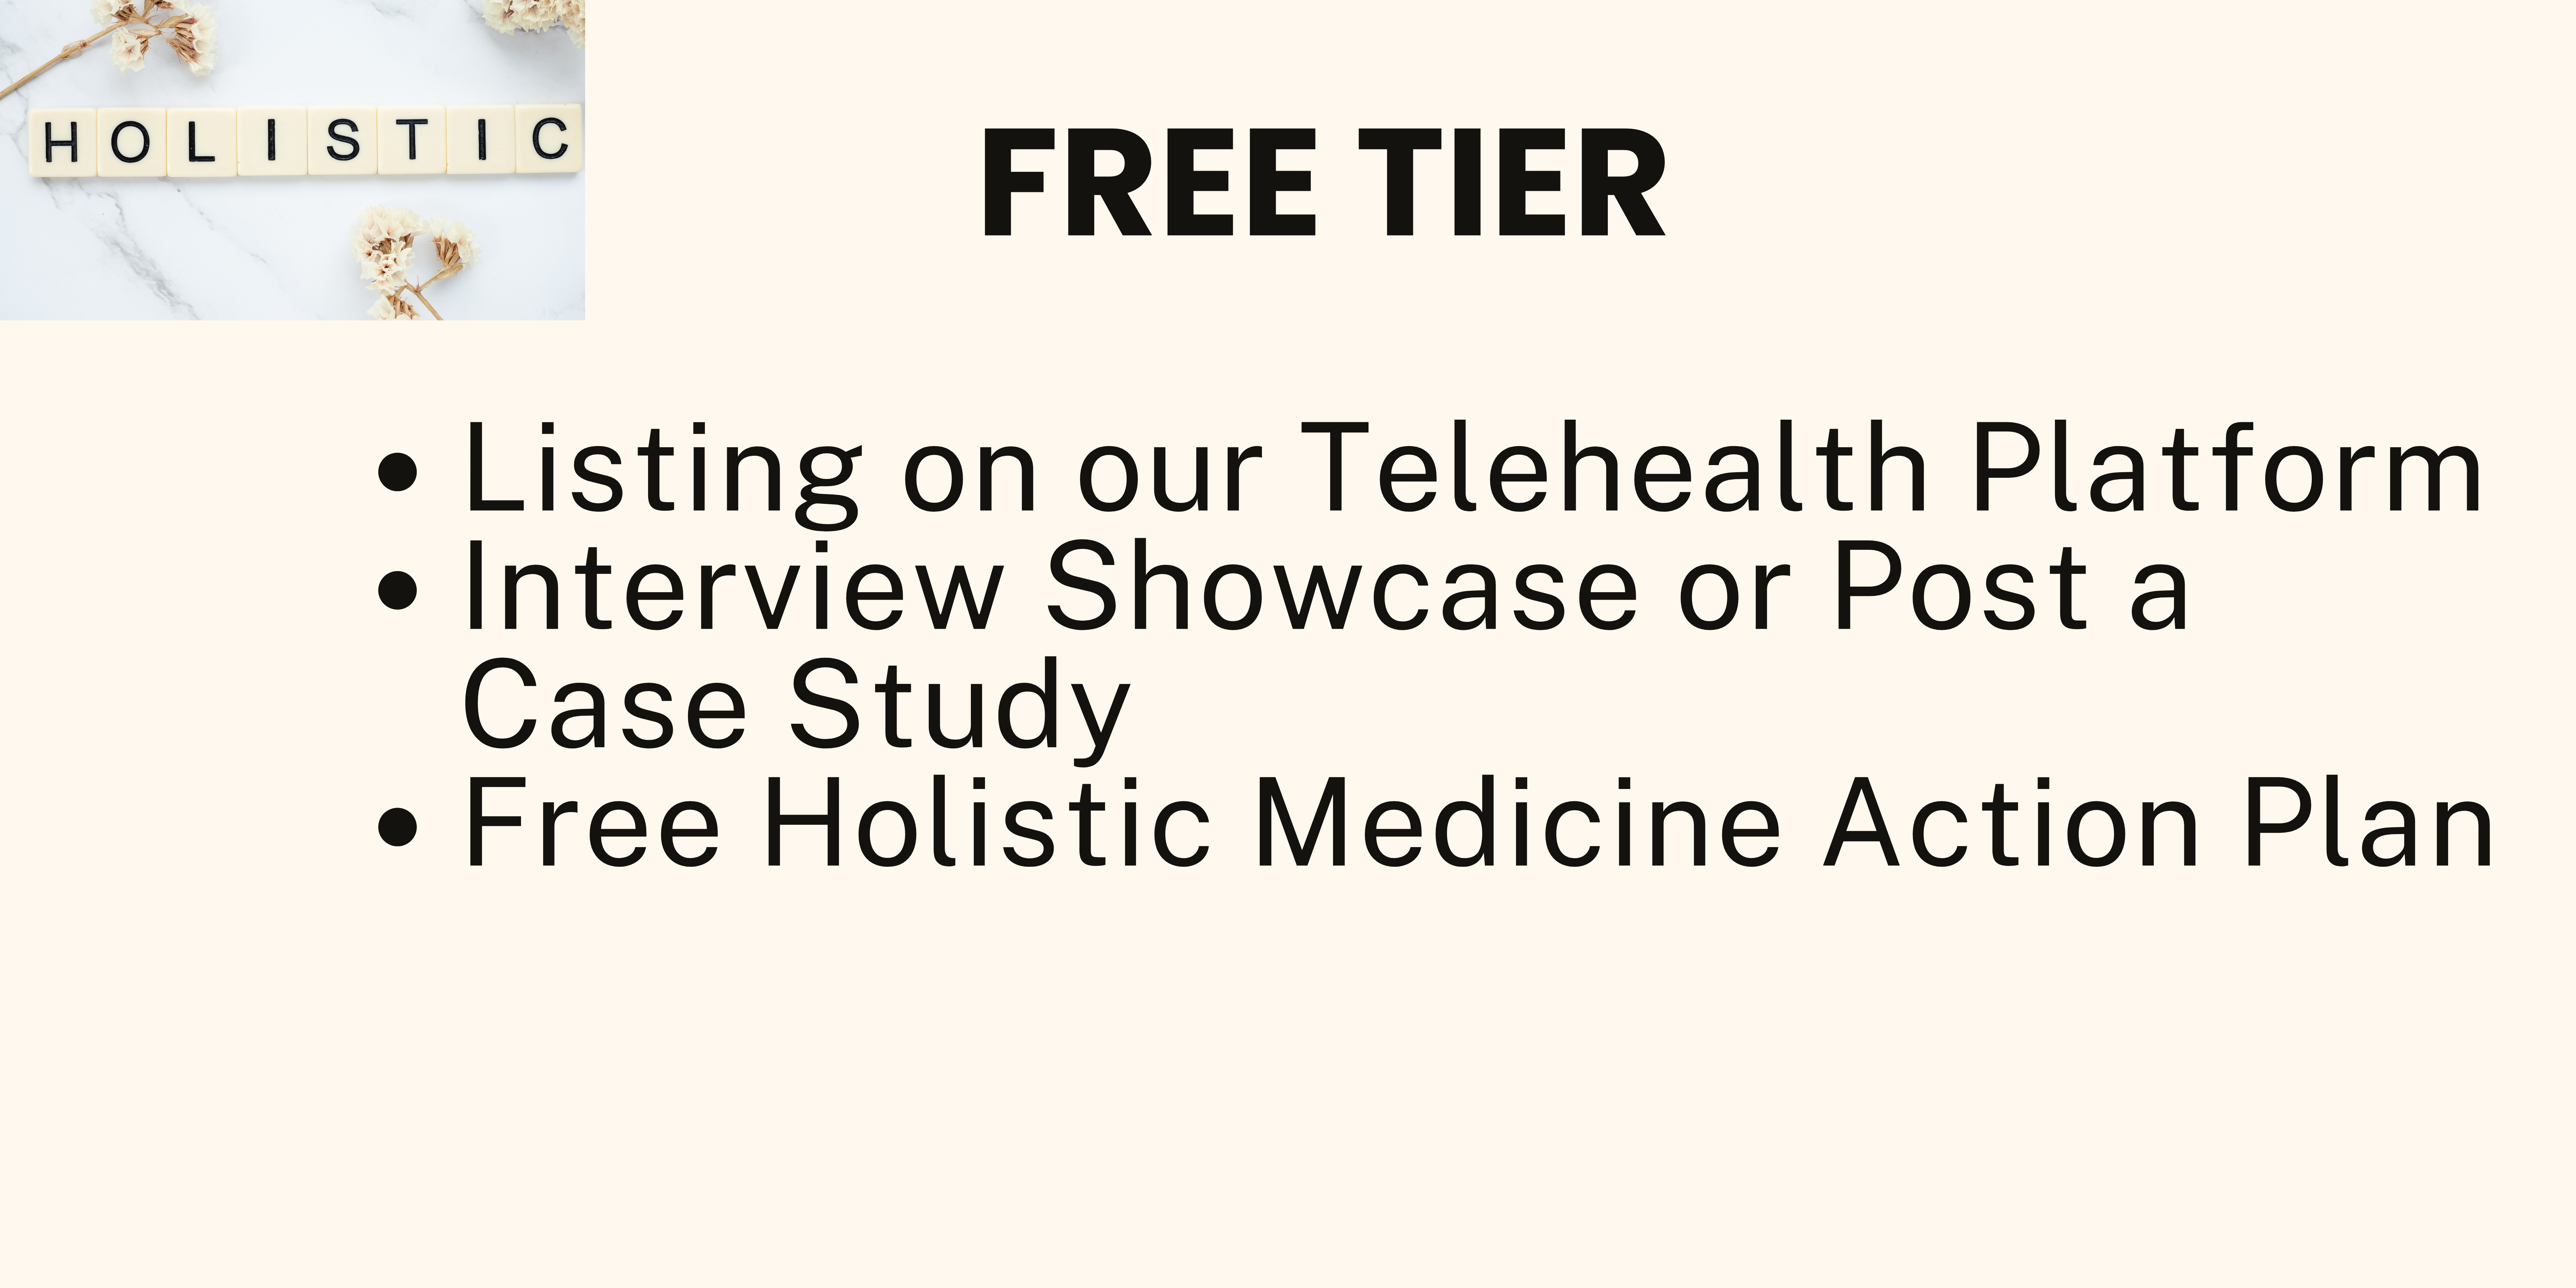 HOLISTIC
FREE TIER
• Listing on our Telehealth Platform
• Interview Showcase or Post a
Case Study
• Free Holistic Medicine Action Plan